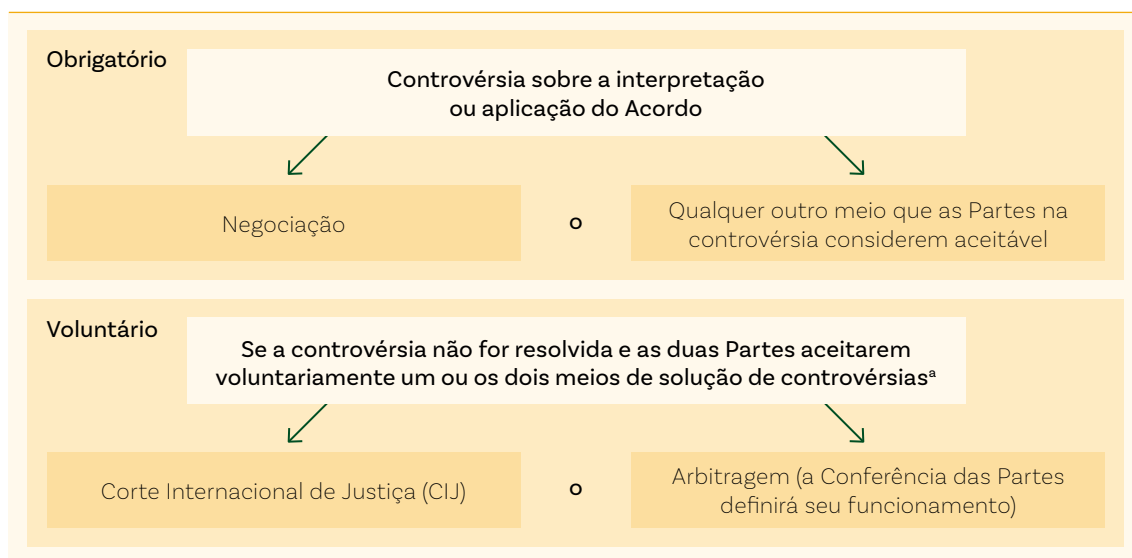 Obrigatório
Controvérsia sobre a interpretação
ou aplicação do Acordo
Negociação
o
Qualquer outro meio que as Partes na
controvérsia considerem aceitável
Voluntário
Se a controvérsia não for resolvida e as duas Partes aceitarem
voluntariamente um ou os dois meios de solução de controvérsiasᵃ
Corte Internacional de Justiça (CIJ)
o
Arbitragem (a Conferência das Partes
definirá seu funcionamento)